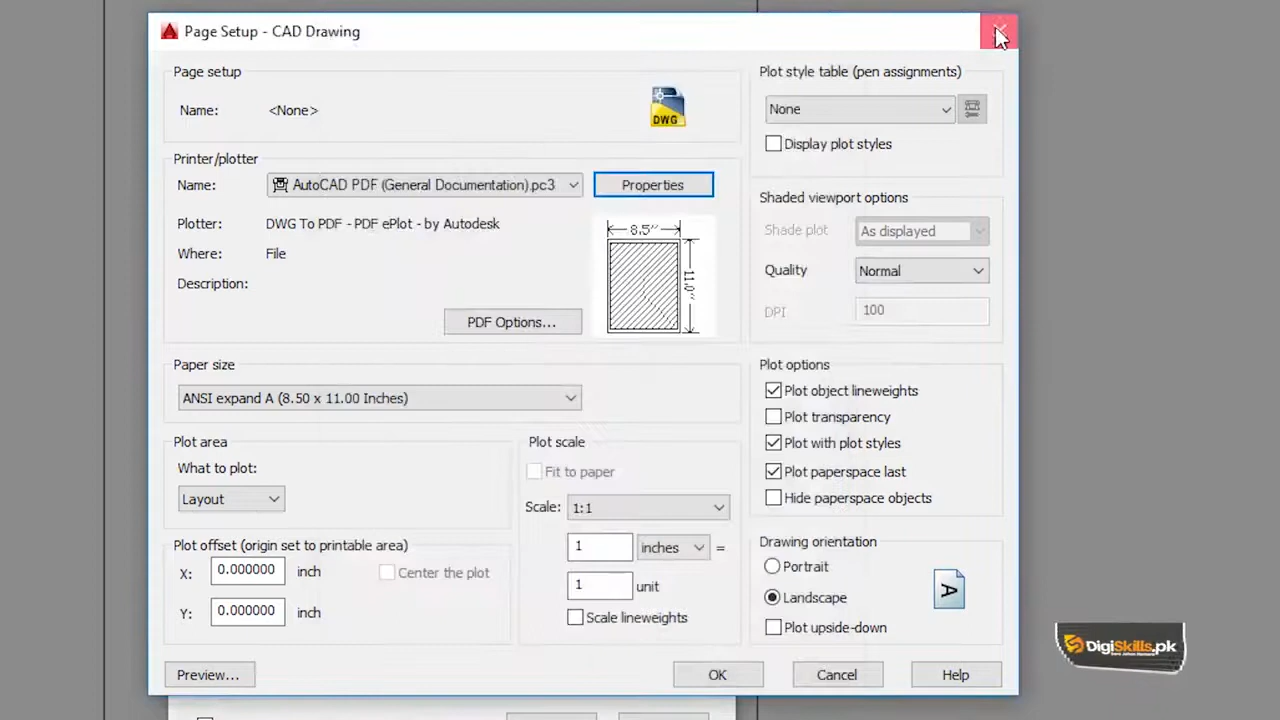 Page Setup - CAD Drawing
Page setup
Name: <None>
DWG
Printer/plotter
Name: AutoCAD PDF (General Documentation).pc3 Properties
Plotter: DWG To PDF - PDF ePlot - by Autodesk
Where: File
Description:
8.5″
11.0″
PDF Options...
Paper size
ANSI expand A (8.50 x 11.00 Inches)
Plot area
What to plot:
Layout
Plot offset (origin set to printable area)
X: 0.000000 inch Center the plot
Y: 0.000000 inch
Plot scale
Fit to paper
Scale: 1:1
1 inches =
1 unit
Scale lineweights
Plot style table (pen assignments)
None
Display plot styles
Shaded viewport options
Shade plot As displayed
Quality Normal
DPI 100
Plot options
Plot object lineweights
Plot transparency
Plot with plot styles
Plot paperspace last
Hide paperspace objects
Drawing orientation
Portrait
Landscape
A
Plot upside-down
Preview... OK Cancel Help
DigiSkills.pk